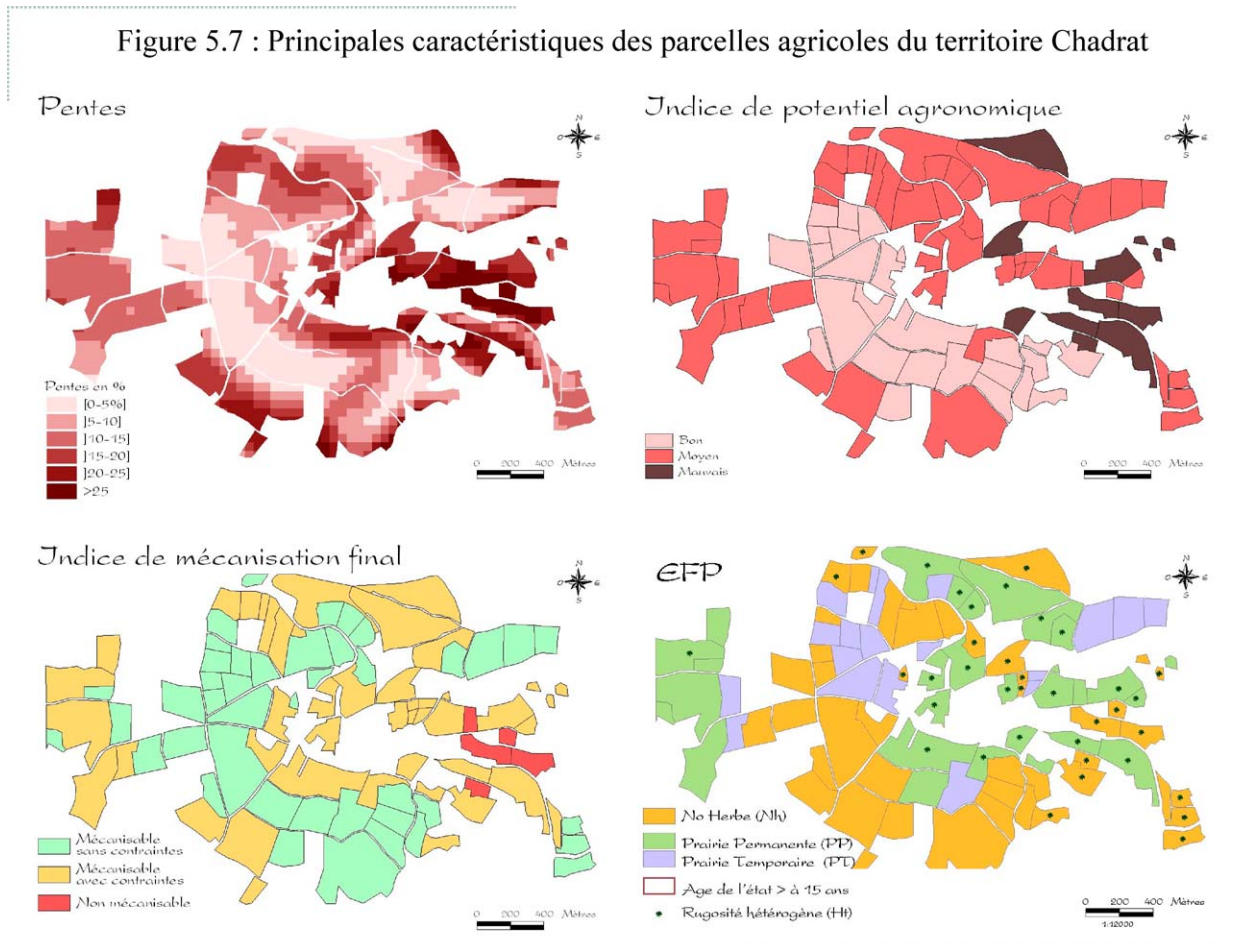 Figure 5.7 : Principales caractéristiques des parcelles agricoles du territoire Chadrat
Pentes
N
O
E
S
Pentes en %
[0-5%]
]5-10]
]10-15]
]15-20]
]20-25]
>25
0 200 400 Mètres
Indice de potentiel agronomique
N
O
E
S
Bon
Moyen
Mauvais
0 200 400 Mètres
Indice de mécanisation final
N
O
E
S
Mécanisable
sans contraintes
Mécanisable
avec contraintes
Non mécanisable
0 200 400 Mètres
EFP
N
O
E
S
No Herbe (Nh)
Prairie Permanente (PP)
Prairie Temporaire (PT)
Age de l'état > à 15 ans
Rugosité hétérogène (Ht)
0 200 400 Mètres
1:12000